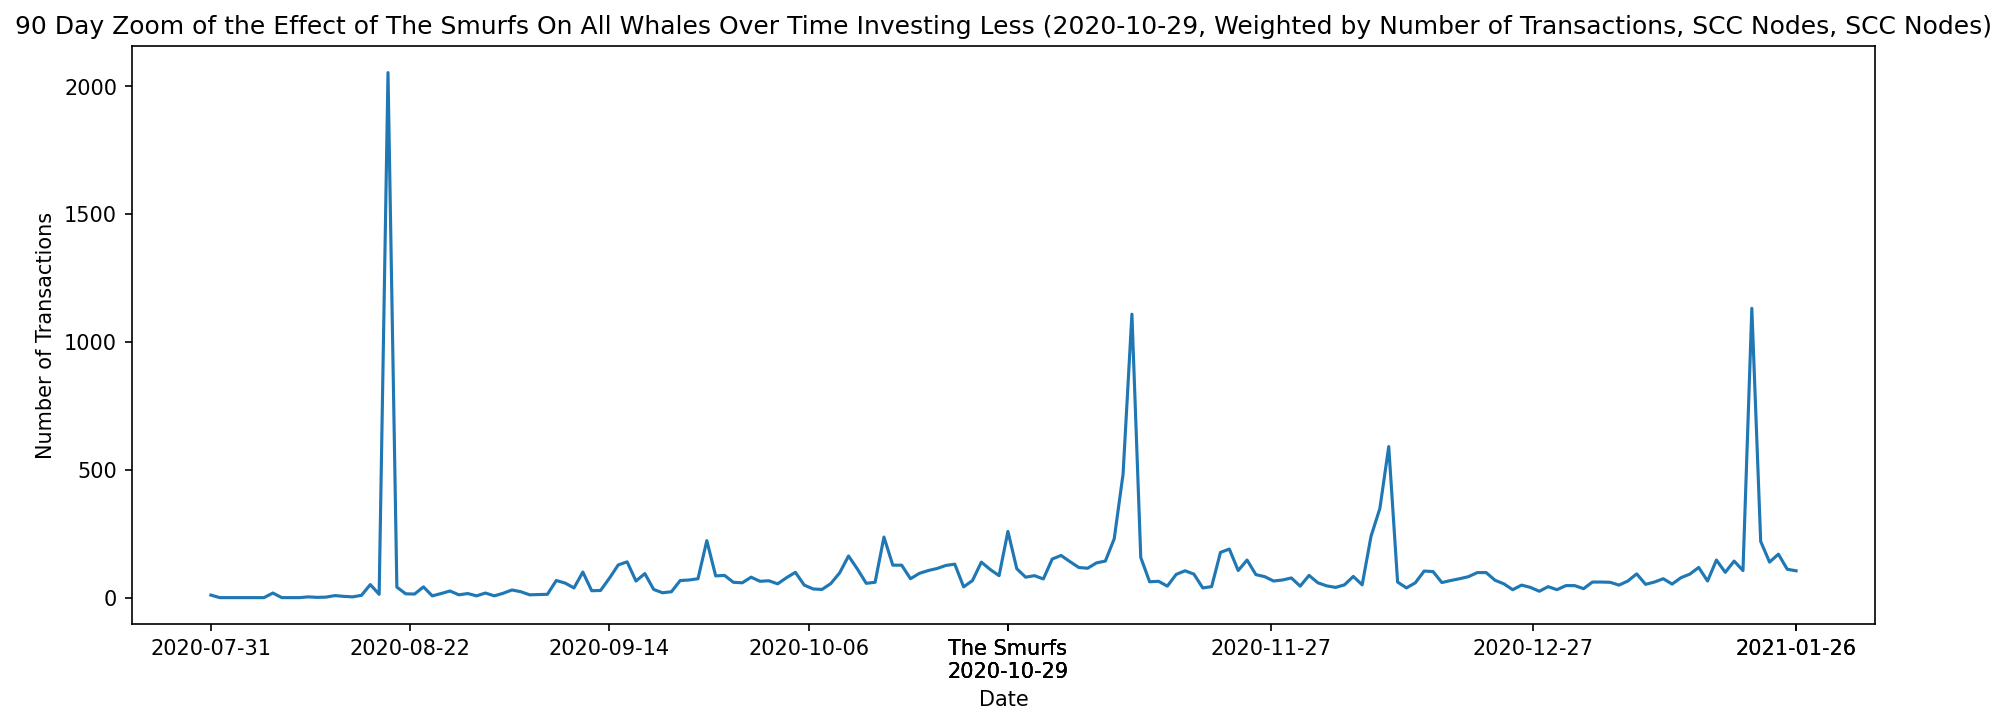 90 Day Zoom of the Effect of The Smurfs On All Whales Over Time Investing Less (2020-10-29, Weighted by Number of Transactions, SCC Nodes, SCC Nodes)
Number of Transactions
2000
1500
1000
500
0
2020-07-31 2020-08-22 2020-09-14 2020-10-06 The Smurfs 2020-11-27 2020-12-27 2021-01-26
2020-10-29
Date